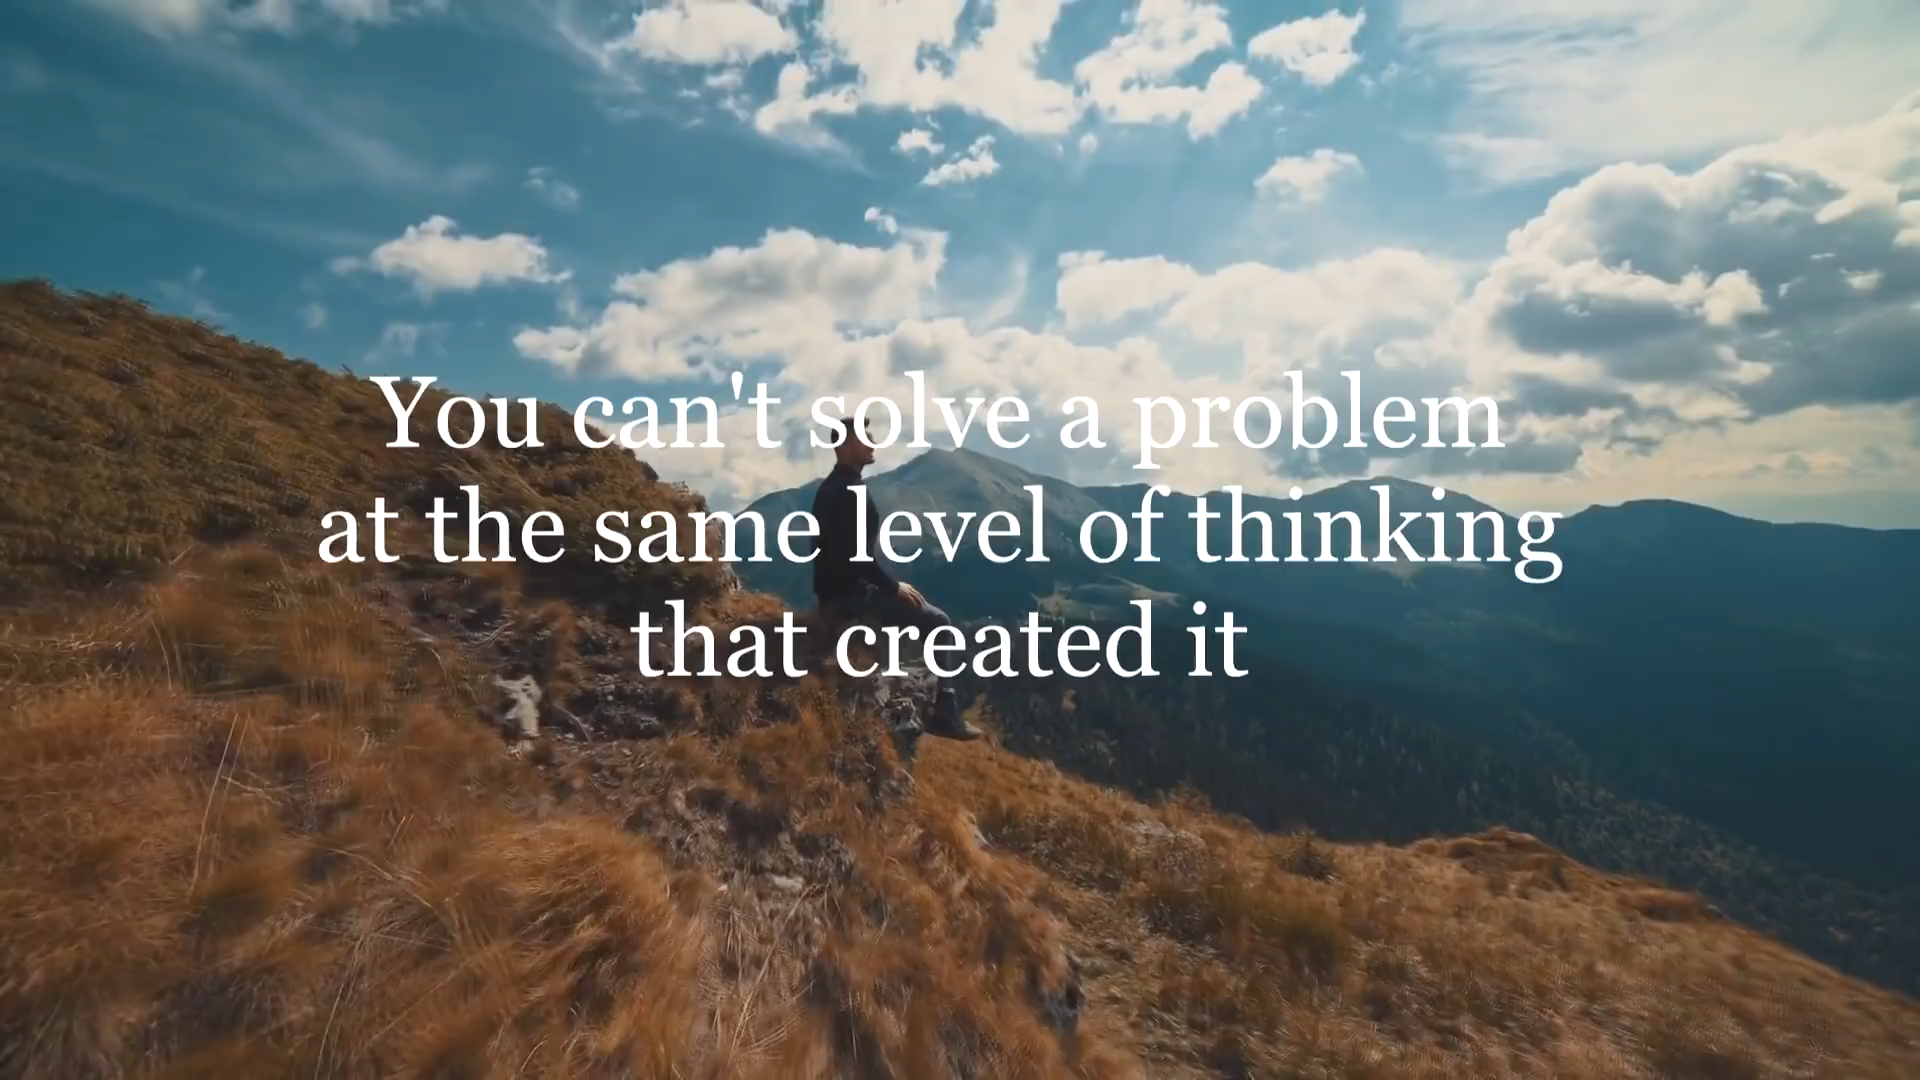 You can't solve a problem
at the same level of thinking
that created it